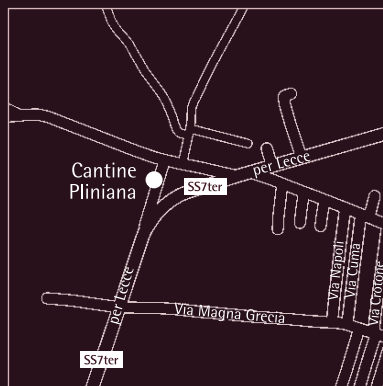 per Lecce
Cantine
Pliniana
SS7ter
Via Napoli
Via Cuma
Via Crotone
per Lecce
Via Magna Grecia
SS7ter